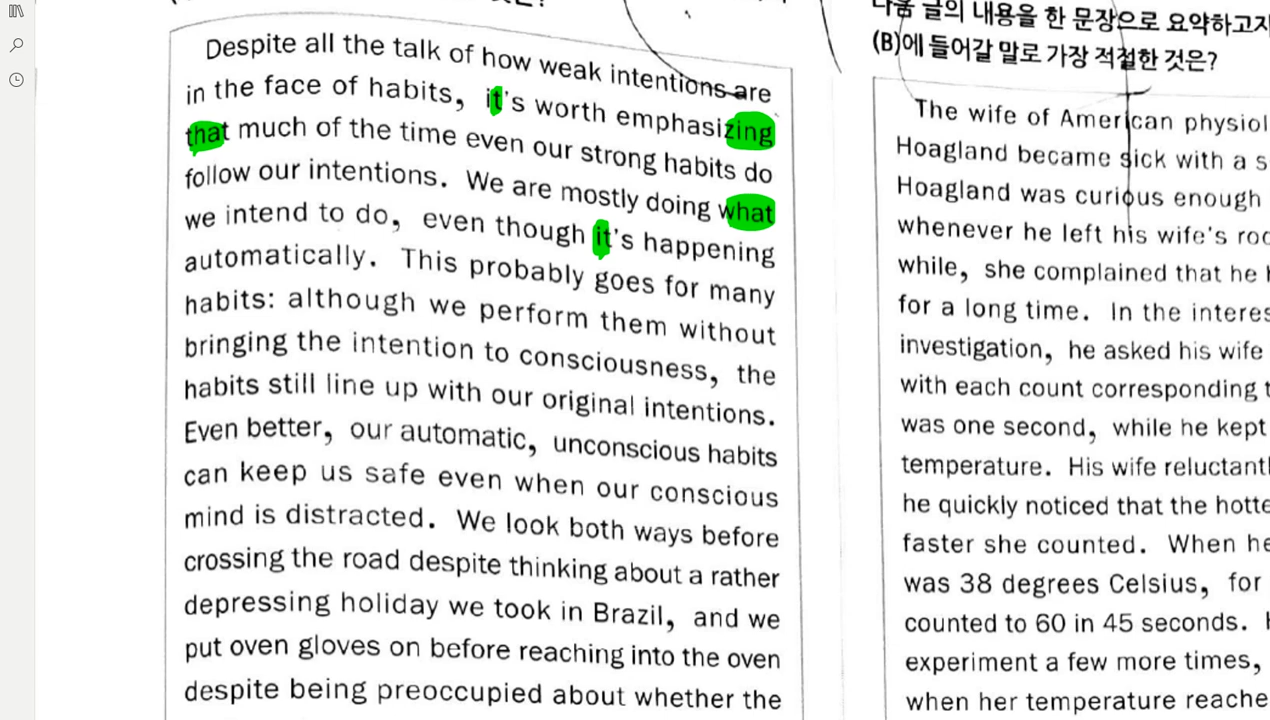 Despite all the talk of how weak intentions are
in the face of habits, it's worth emphasizing
that much of the time even our strong habits do
follow our intentions. We are mostly doing what
we intend to do, even though it's happening
automatically. This probably goes for many
habits: although we perform them without
bringing the intention to consciousness, the
habits still line up with our original intentions.
Even better, our automatic, unconscious habits
can keep us safe even when our conscious
mind is distracted. We look both ways before
crossing the road despite thinking about a rather
depressing holiday we took in Brazil, and we
put oven gloves on before reaching into the oven
despite being preoccupied about whether the
다음 글의 내용을 한 문장으로 요약하고자
(B)에 들어갈 말로 가장 적절한 것은?
The wife of American physiol
Hoagland became sick with a s
Hoagland was curious enough
whenever he left his wife's roo
while, she complained that he h
for a long time. In the interes
investigation, he asked his wife
with each count corresponding t
was one second, while he kept
temperature. His wife reluctantl
he quickly noticed that the hotte
faster she counted. When he
was 38 degrees Celsius, for
counted to 60 in 45 seconds. H
experiment a few more times,
when her temperature reache